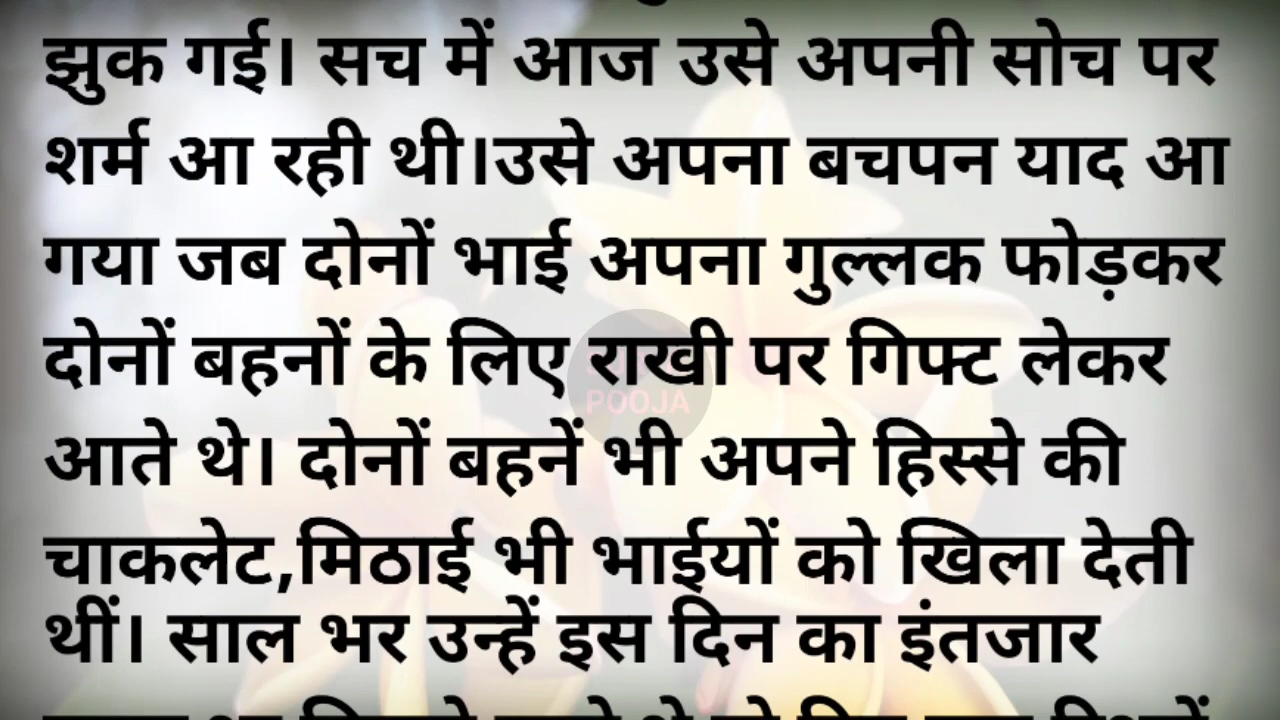 झुक गई। सच में आज उसे अपनी सोच पर
शर्म आ रही थी।उसे अपना बचपन याद आ
गया जब दोनों भाई अपना गुल्लक फोड़कर
दोनों बहनों के लिए राखी पर गिफ्ट लेकर
आते थे। दोनों बहनें भी अपने हिस्से की
चाकलेट,मिठाई भी भाईयों को खिला देती
थीं। साल भर उन्हें इस दिन का इंतजार
POOJA